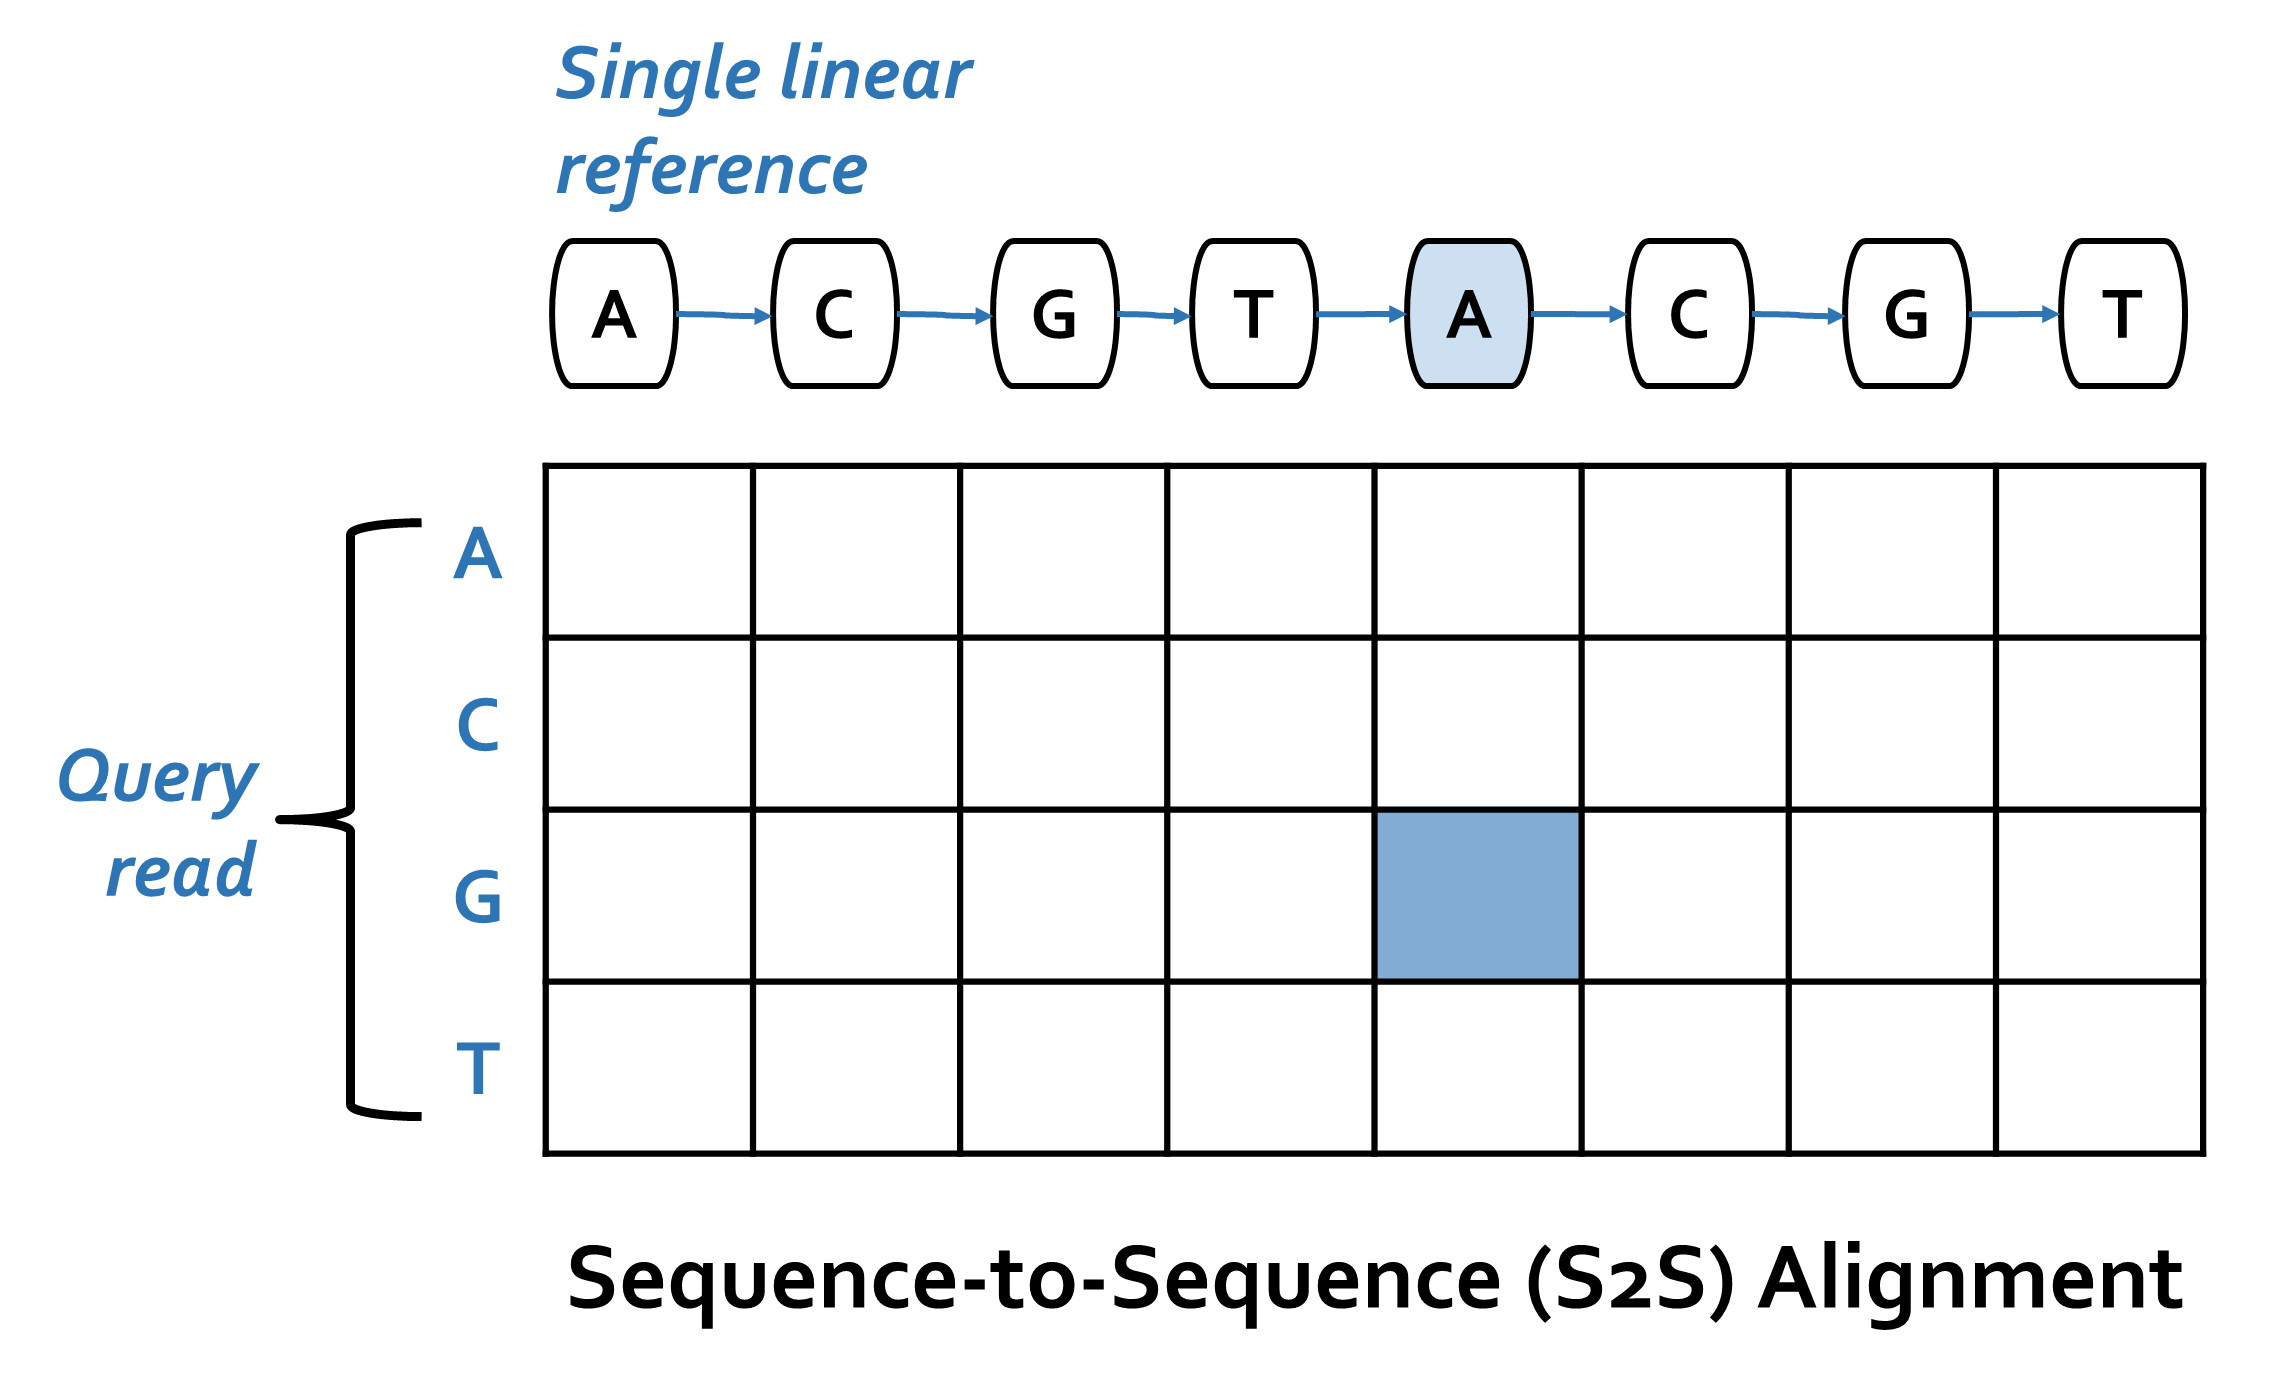 Single linear
reference
A C G T A C G T
A
C
Query
read
G
T
Sequence-to-Sequence (S2S) Alignment